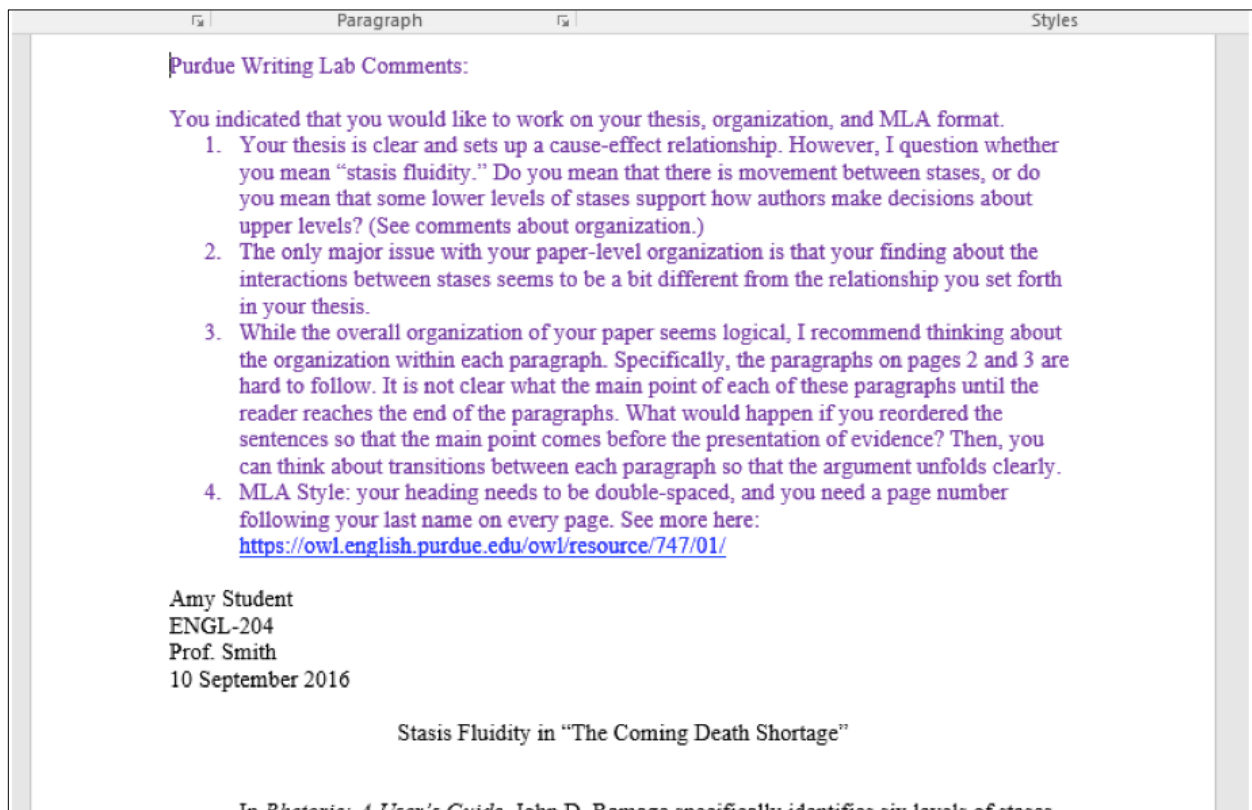 Paragraph Styles
Purdue Writing Lab Comments:
You indicated that you would like to work on your thesis, organization, and MLA format.
1. Your thesis is clear and sets up a cause-effect relationship. However, I question whether
you mean “stasis fluidity.” Do you mean that there is movement between stases, or do
you mean that some lower levels of stases support how authors make decisions about
upper levels? (See comments about organization.)
2. The only major issue with your paper-level organization is that your finding about the
interactions between stases seems to be a bit different from the relationship you set forth
in your thesis.
3. While the overall organization of your paper seems logical, I recommend thinking about
the organization within each paragraph. Specifically, the paragraphs on pages 2 and 3 are
hard to follow. It is not clear what the main point of each of these paragraphs until the
reader reaches the end of the paragraphs. What would happen if you reordered the
sentences so that the main point comes before the presentation of evidence? Then, you
can think about transitions between each paragraph so that the argument unfolds clearly.
4. MLA Style: your heading needs to be double-spaced, and you need a page number
following your last name on every page. See more here:
https://owl.english.purdue.edu/owl/resource/747/01/
Amy Student
ENGL-204
Prof. Smith
10 September 2016
Stasis Fluidity in “The Coming Death Shortage”
In Rhetoric: A User’s Guide, John D. Ramage specifically identifies six levels of stases